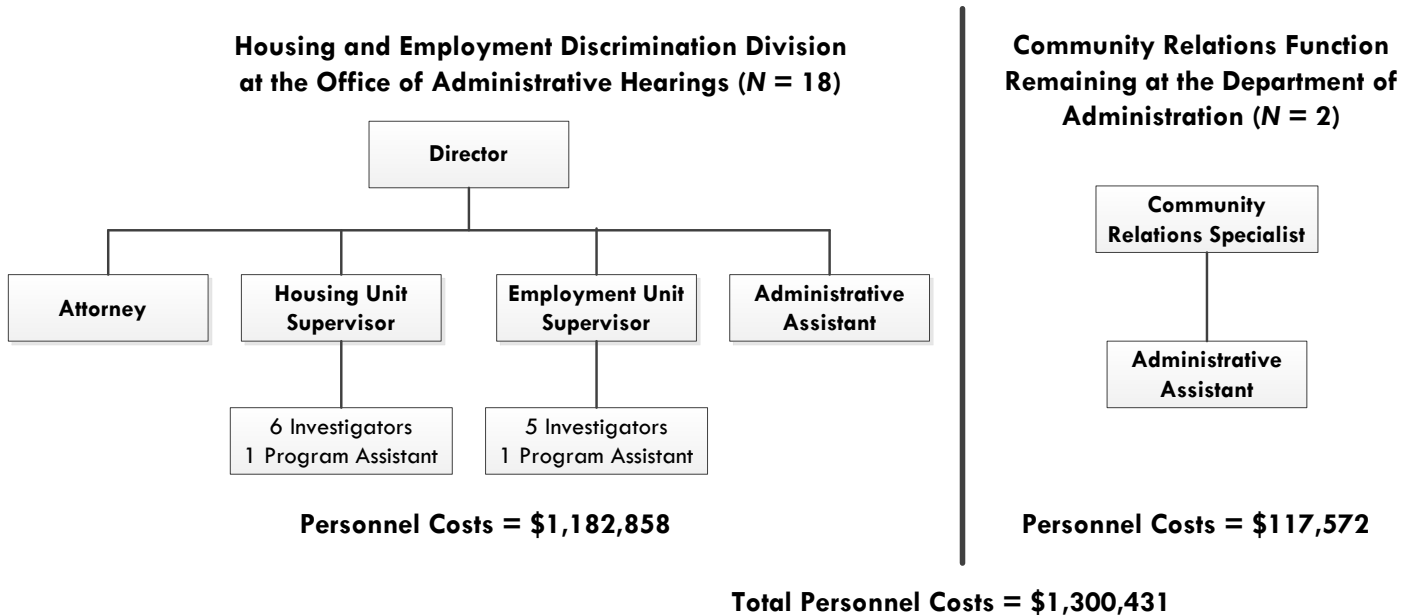 Housing and Employment Discrimination Division
at the Office of Administrative Hearings (N = 18)
Director
Attorney
Housing Unit
Supervisor
Employment Unit
Supervisor
Administrative
Assistant
6 Investigators
1 Program Assistant
5 Investigators
1 Program Assistant
Personnel Costs = $1,182,858
Community Relations Function
Remaining at the Department of
Administration (N = 2)
Community
Relations Specialist
Administrative
Assistant
Personnel Costs = $117,572
Total Personnel Costs = $1,300,431